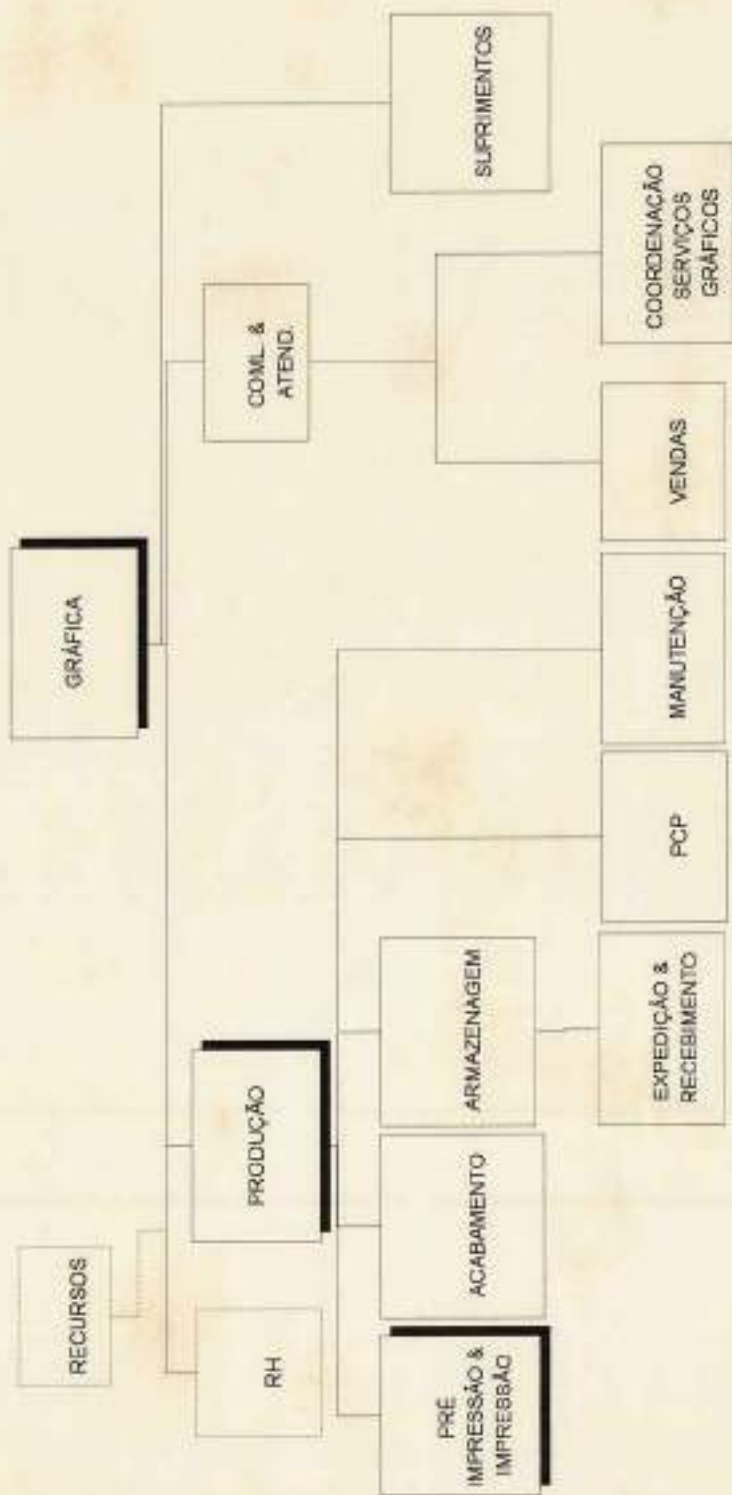 GRÁFICA
RECURSOS
RH
PRODUÇÃO
COML. &
ATEND.
SUPRIMENTOS
PRÉ
IMPRESSÃO &
IMPRESSÃO
ACABAMENTO
ARMAZENAGEM
EXPEDIÇÃO &
RECEBIMENTO
PCP
MANUTENÇÃO
VENDAS
COORDENAÇÃO
SERVIÇOS
GRÁFICOS